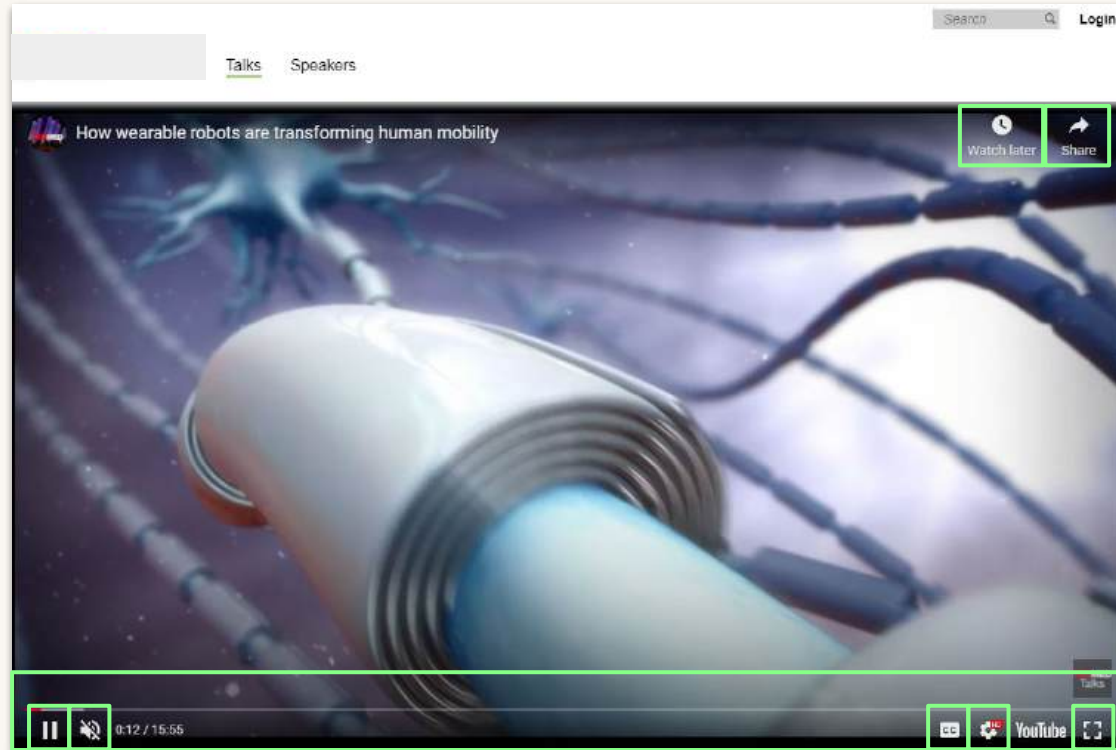 Search
Login
Talks
Speakers
How wearable robots are transforming human mobility
Watch later
Share
Talks
0:12 / 15:55
CC
HD
YouTube